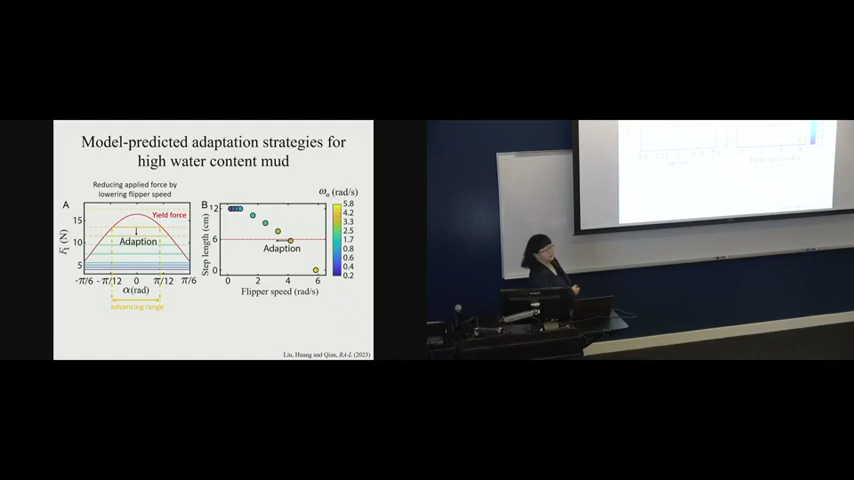 Model-predicted adaptation strategies for
high water content mud
Reducing applied force by
lowering flipper speed
A
Yield force
Adaption
15
10
5
F_t (N)
-π/6 -π/12 0 π/12 π/6
α(rad)
advancing range
B
12
6
0
Step length (cm)
Adaption
0 2 4 6
Flipper speed (rad/s)
ω_a (rad/s)
5.8
4.2
3.3
2.5
1.7
0.8
0.6
0.4
0.2
Liu, Huang and Qian, RA-L (2023)